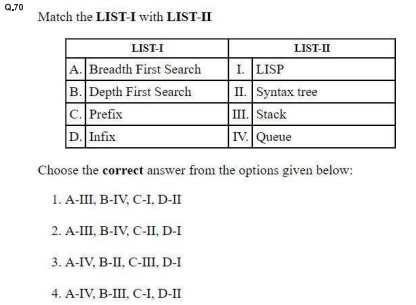 Q.70
Match the LIST-I with LIST-II
LIST-I LIST-II
A. Breadth First Search I. LISP
B. Depth First Search II. Syntax tree
C. Prefix III. Stack
D. Infix IV. Queue
Choose the correct answer from the options given below:
1. A-III, B-IV, C-I, D-II
2. A-III, B-IV, C-II, D-I
3. A-IV, B-II, C-III, D-I
4. A-IV, B-III, C-I, D-II